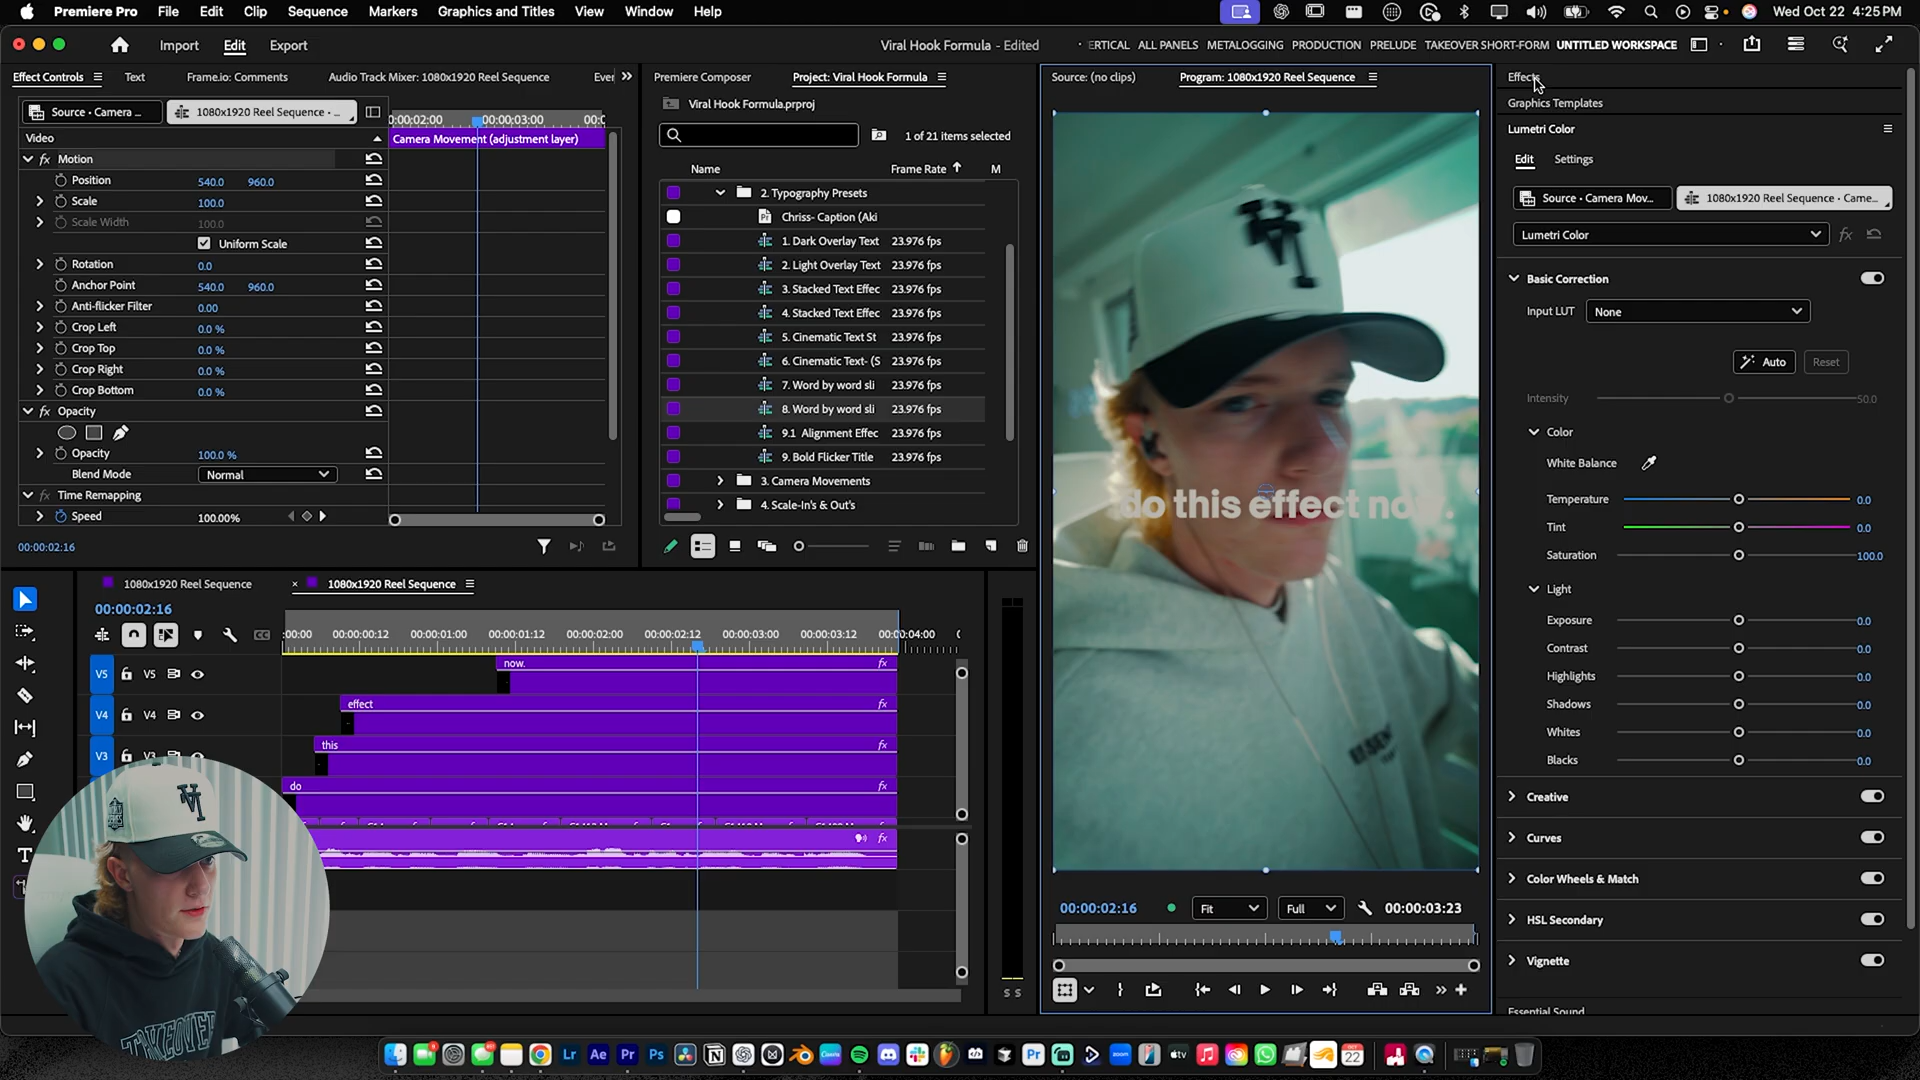 Premiere Pro File Edit Clip Sequence Markers Graphics and Titles View Window Help Wed Oct 22 4:25 PM
Import Edit Export Viral Hook Formula - Edited ERTICAL ALL PANELS METALOGGING PRODUCTION PRELUDE TAKEOVER SHORT-FORM UNTITLED WORKSPACE
Effect Controls Text Frame.io: Comments Audio Track Mixer: 1080x1920 Reel Sequence Ever
Source • Camera ... 1080x1920 Reel Sequence • ...
0:00:02:00 00:00:03:00 00:0
Video
Camera Movement (adjustment layer)
fx Motion
Position 540.0 960.0
Scale 100.0
Scale Width 100.0
Uniform Scale
Rotation 0.0
Anchor Point 540.0 960.0
Anti-flicker Filter 0.00
Crop Left 0.0 %
Crop Top 0.0 %
Crop Right 0.0 %
Crop Bottom 0.0 %
fx Opacity
Opacity 100.0 %
Blend Mode Normal
fx Time Remapping
Speed 100.00%
00:00:02:16
Premiere Composer Project: Viral Hook Formula
Viral Hook Formula.prproj
1 of 21 items selected
Name Frame Rate M
2. Typography Presets
Chriss- Caption (Aki
1. Dark Overlay Text 23.976 fps
2. Light Overlay Text 23.976 fps
3. Stacked Text Effec 23.976 fps
4. Stacked Text Effec 23.976 fps
5. Cinematic Text St 23.976 fps
6. Cinematic Text- (S 23.976 fps
7. Word by word sli 23.976 fps
8. Word by word sli 23.976 fps
9.1 Alignment Effec 23.976 fps
9. Bold Flicker Title 23.976 fps
3. Camera Movements
4. Scale-In's & Out's
Source: (no clips) Program: 1080x1920 Reel Sequence
do this effect now.
00:00:02:16 Fit Full 00:00:03:23
Effects
Graphics Templates
Lumetri Color
Edit Settings
Source • Camera Mov... 1080x1920 Reel Sequence • Came...
Lumetri Color fx
Basic Correction
Input LUT None
Auto Reset
Intensity 50.0
Color
White Balance
Temperature 0.0
Tint 0.0
Saturation 100.0
Light
Exposure 0.0
Contrast 0.0
Highlights 0.0
Shadows 0.0
Whites 0.0
Blacks 0.0
Creative
Curves
Color Wheels & Match
HSL Secondary
Vignette
Essential Sound
1080x1920 Reel Sequence × 1080x1920 Reel Sequence
00:00:02:16
:00:00 00:00:00:12 00:00:01:00 00:00:01:12 00:00:02:00 00:00:02:12 00:00:03:00 00:00:03:12 00:00:04:00
V5 V5 now. fx
V4 V4 effect fx
V3 V3 this fx
do fx
fx
S S
TAKEOVER
Lr Ae Pr Ps Pr zoom tv OCT 22